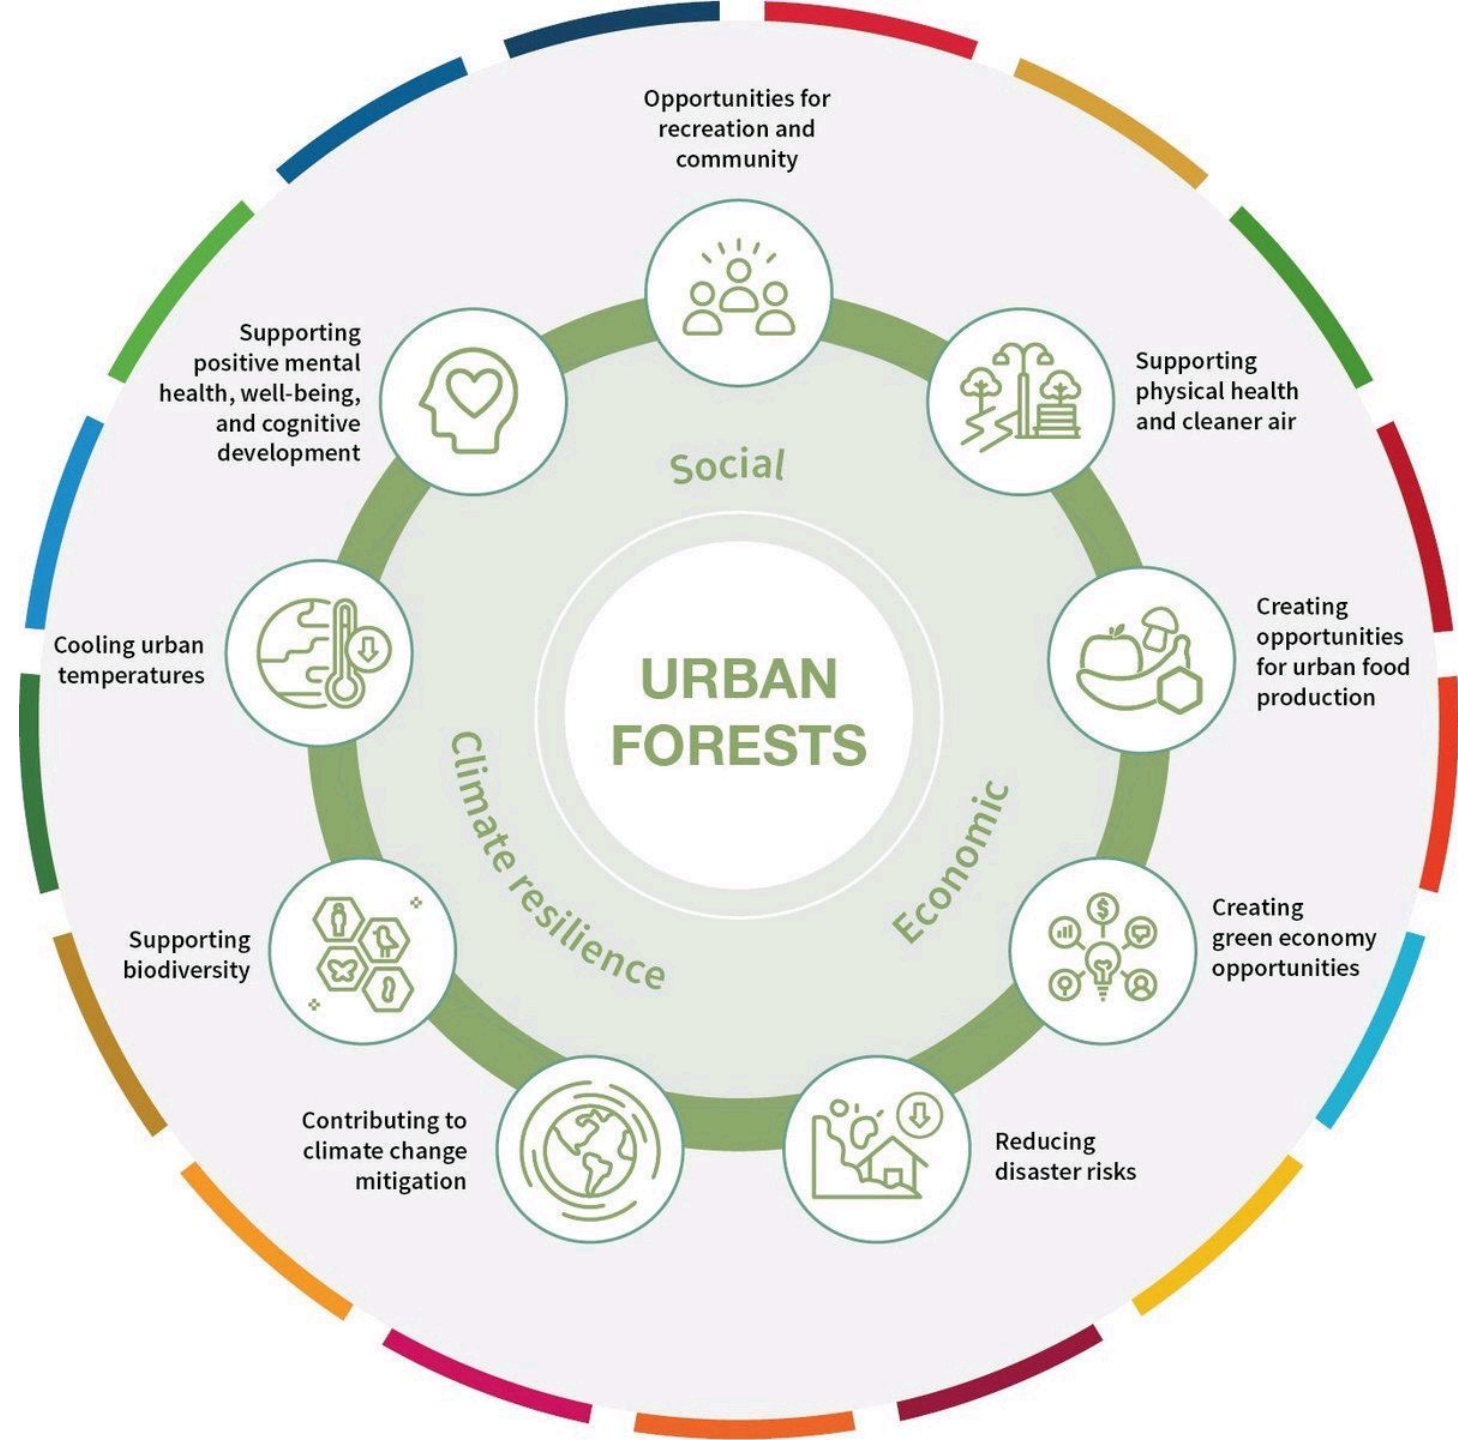 Opportunities for
recreation and
community
Supporting
physical health
and cleaner air
Creating
opportunities
for urban food
production
Creating
green economy
opportunities
Reducing
disaster risks
Contributing to
climate change
mitigation
Supporting
biodiversity
Cooling urban
temperatures
Supporting
positive mental
health, well-being,
and cognitive
development
Social
Economic
Climate resilience
URBAN
FORESTS
$